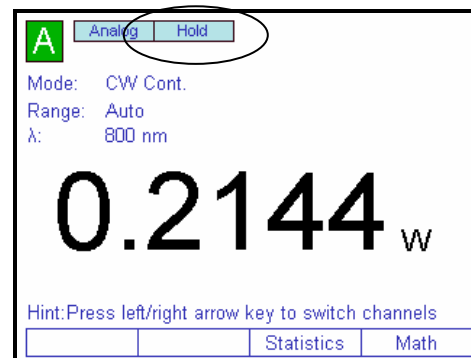 A Analog Hold
Mode: CW Cont.
Range: Auto
λ: 800 nm
0.2144 W
Hint:Press left/right arrow key to switch channels
Statistics Math